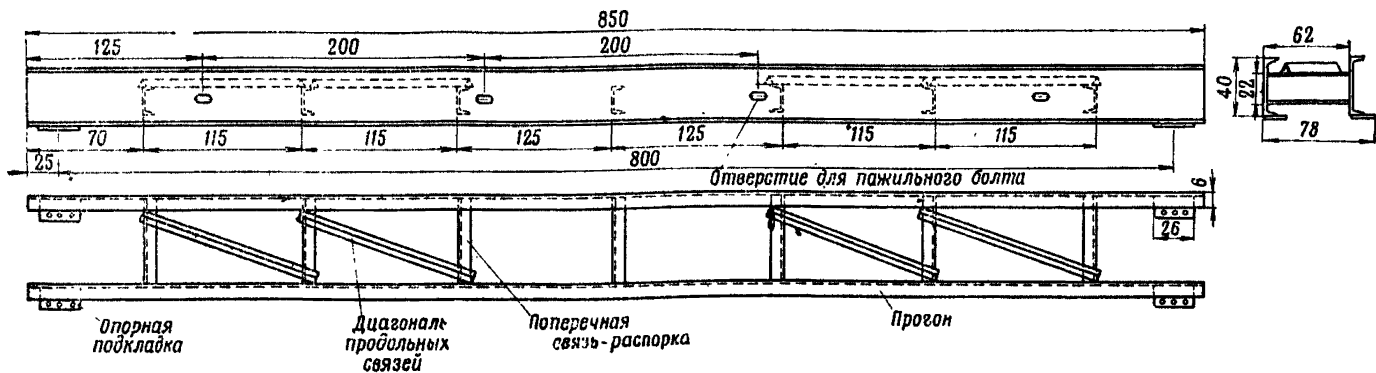 850
125 200 200
62
40 22
78
70 115 115 125 125 115 115
25 800
Отверстие для пажильного болта
6
26
Опорная
подкладка
Диагональ
продольных
связей
Поперечная
связь-распорка
Прогон